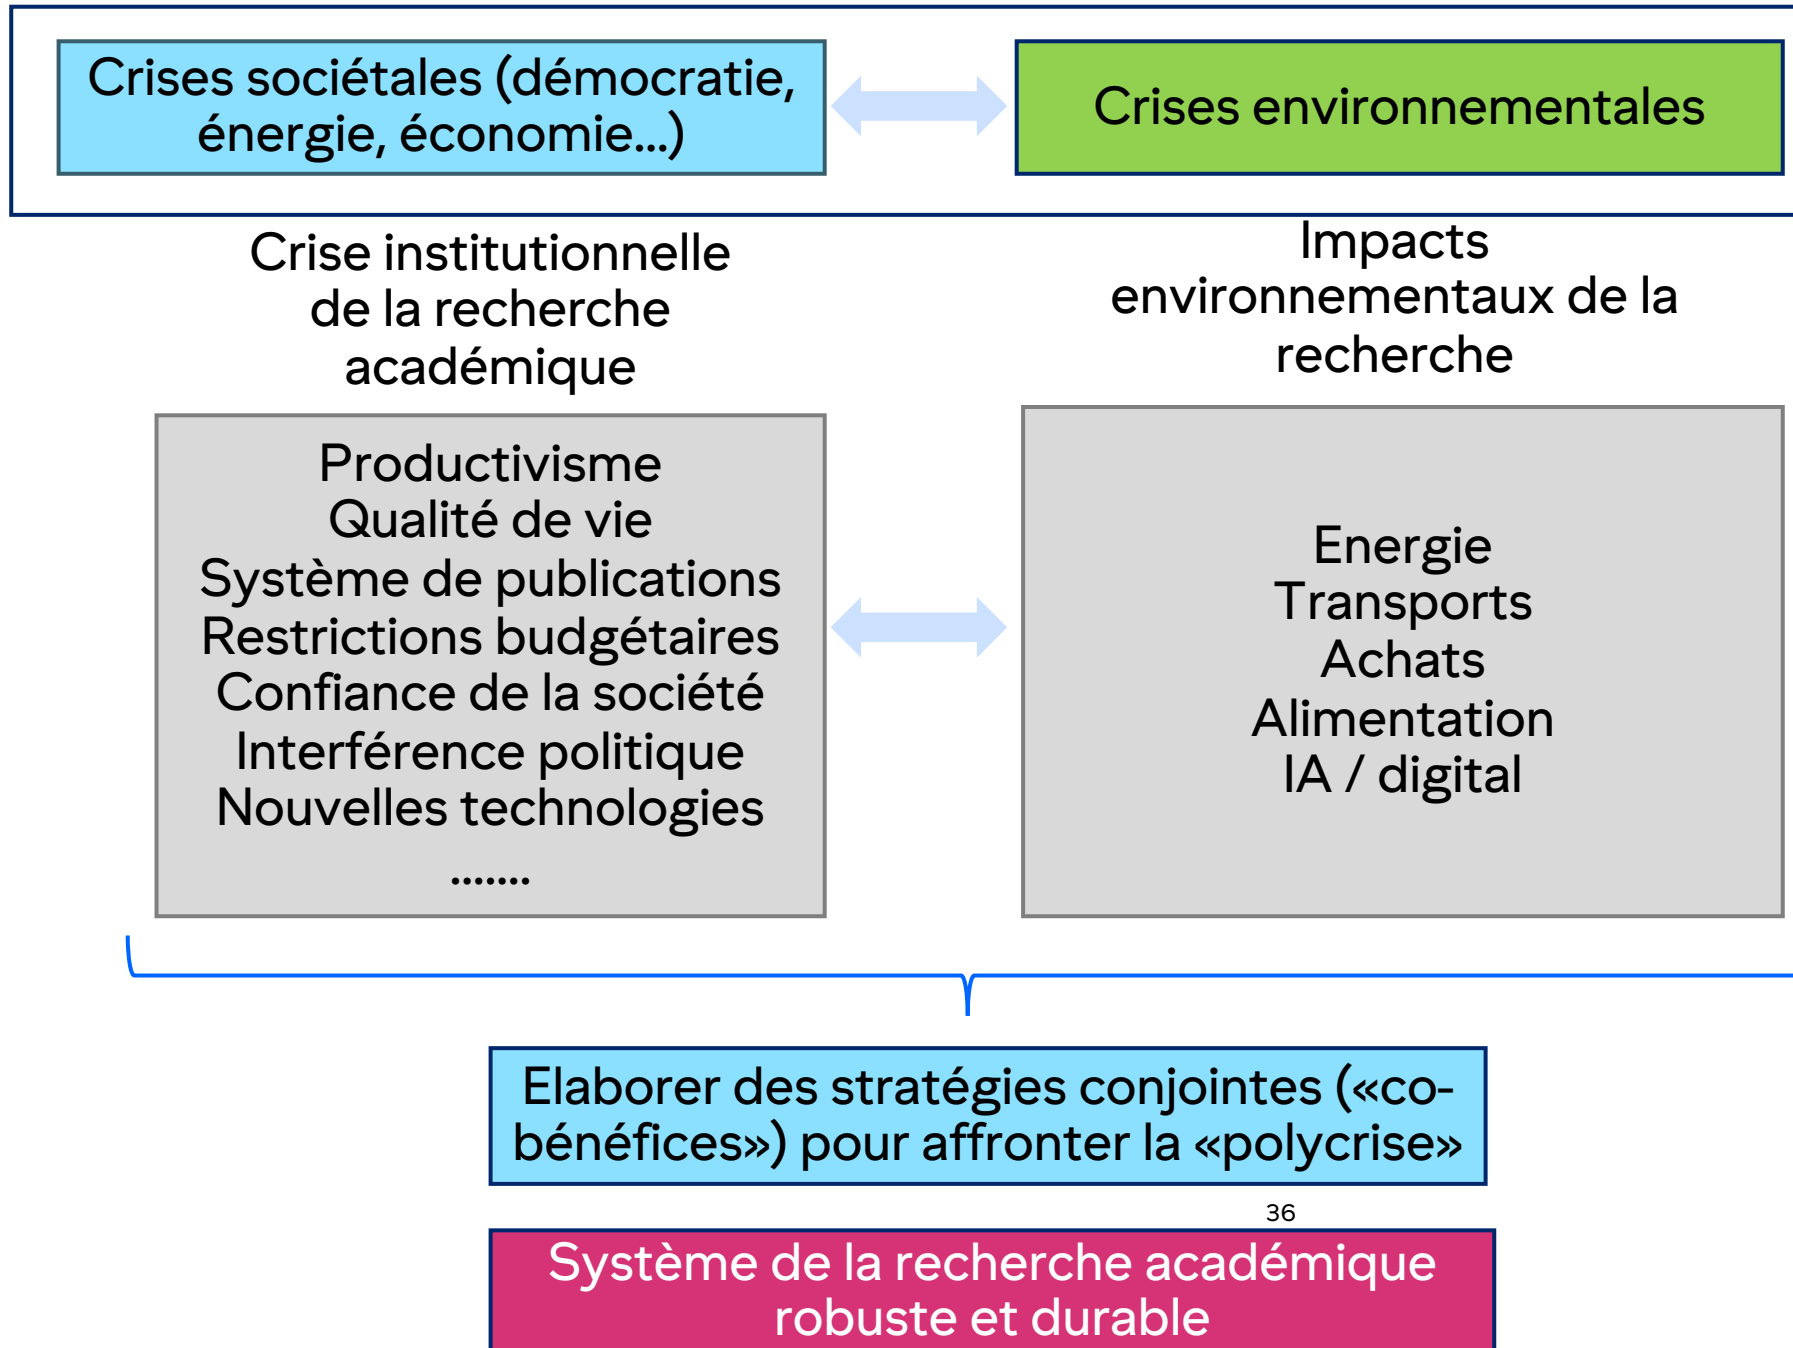 Crises sociétales (démocratie,
énergie, économie...)
Crises environnementales
Crise institutionnelle
de la recherche
académique
Impacts
environnementaux de la
recherche
Productivisme
Qualité de vie
Système de publications
Restrictions budgétaires
Confiance de la société
Interférence politique
Nouvelles technologies
.......
Energie
Transports
Achats
Alimentation
IA / digital
Elaborer des stratégies conjointes («co-
bénéfices») pour affronter la «polycrise»
36
Système de la recherche académique
robuste et durable